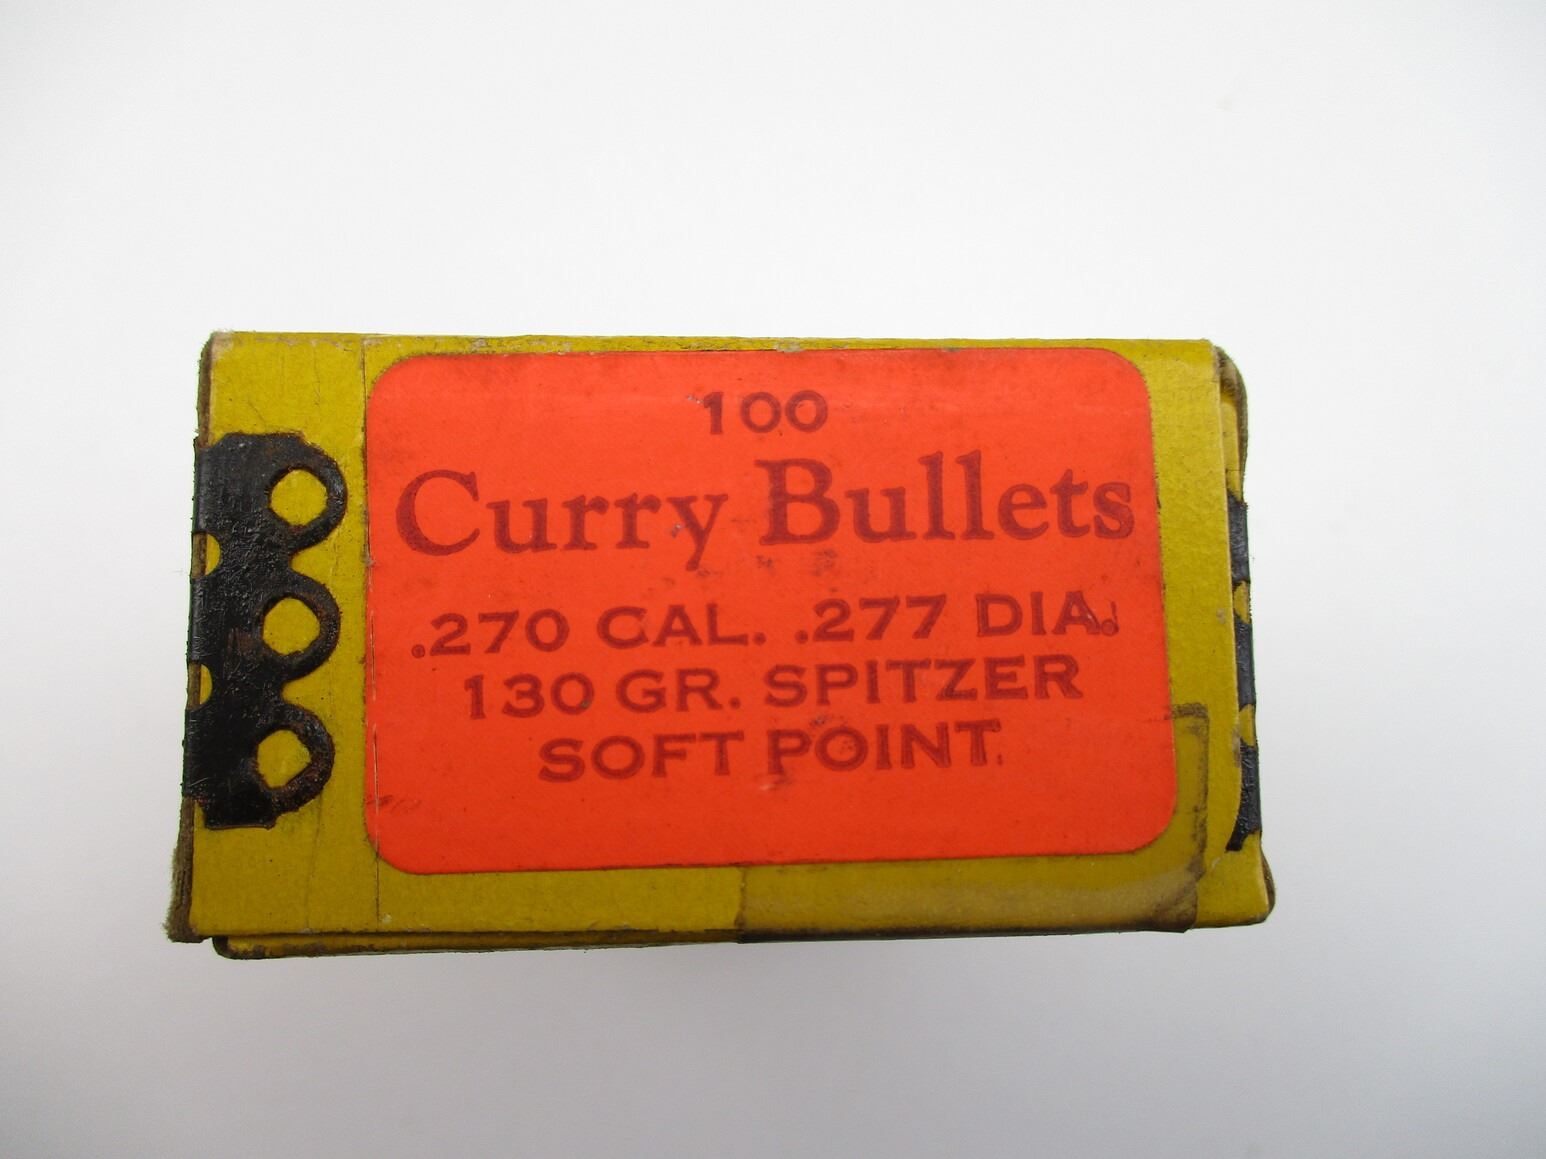 100
Curry Bullets
.270 CAL. .277 DIA.
130 GR. SPITZER
SOFT POINT